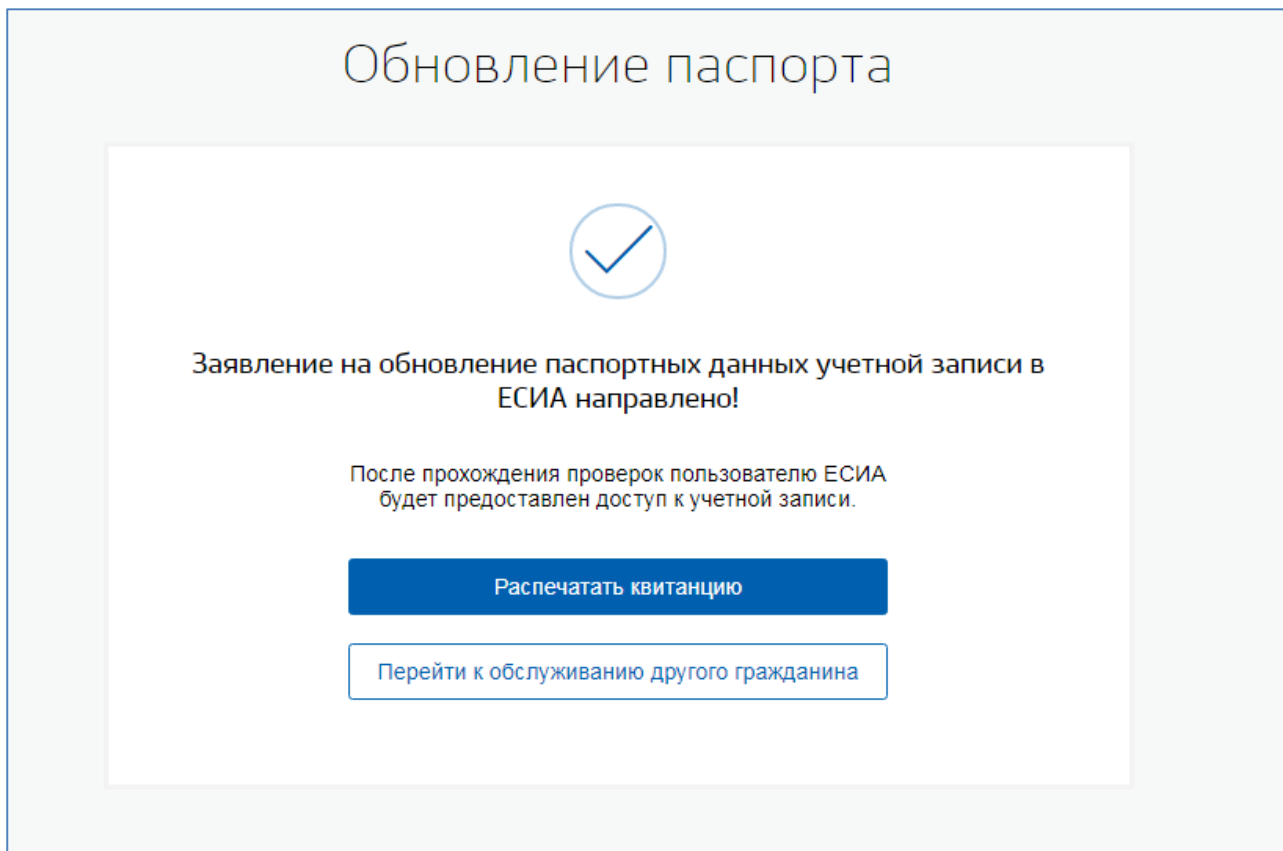 Обновление паспорта
Заявление на обновление паспортных данных учетной записи в
ЕСИА направлено!
После прохождения проверок пользователю ЕСИА
будет предоставлен доступ к учетной записи.
Распечатать квитанцию
Перейти к обслуживанию другого гражданина